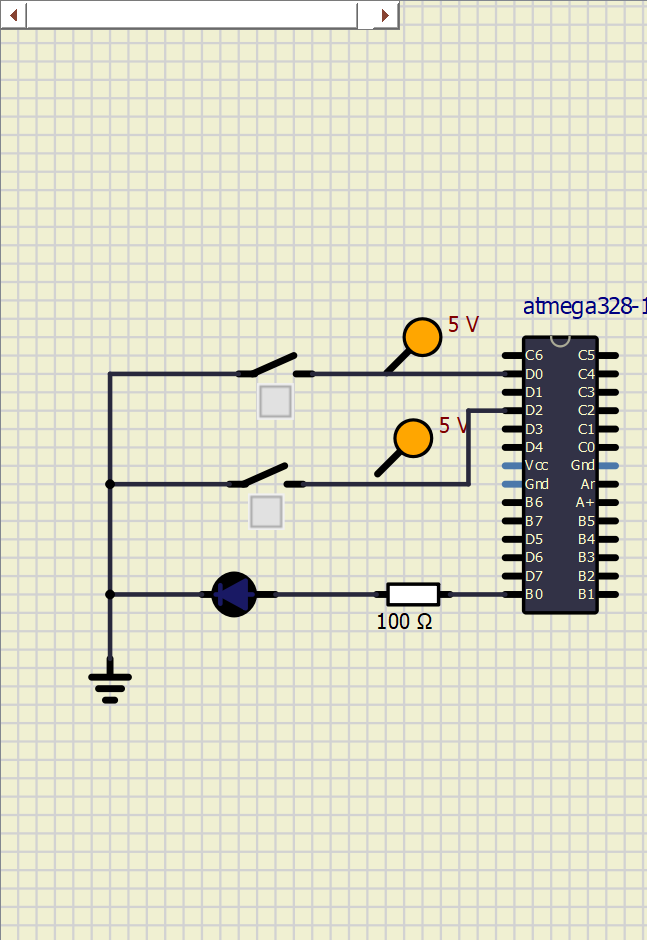 atmega328-1
5 V
C6 C5
D0 C4
D1 C3
5 V
D2 C2
D3 C1
D4 C0
Vcc Gnd
Gnd Ar
B6 A+
B7 B5
D5 B4
D6 B3
D7 B2
B0 B1
100 Ω